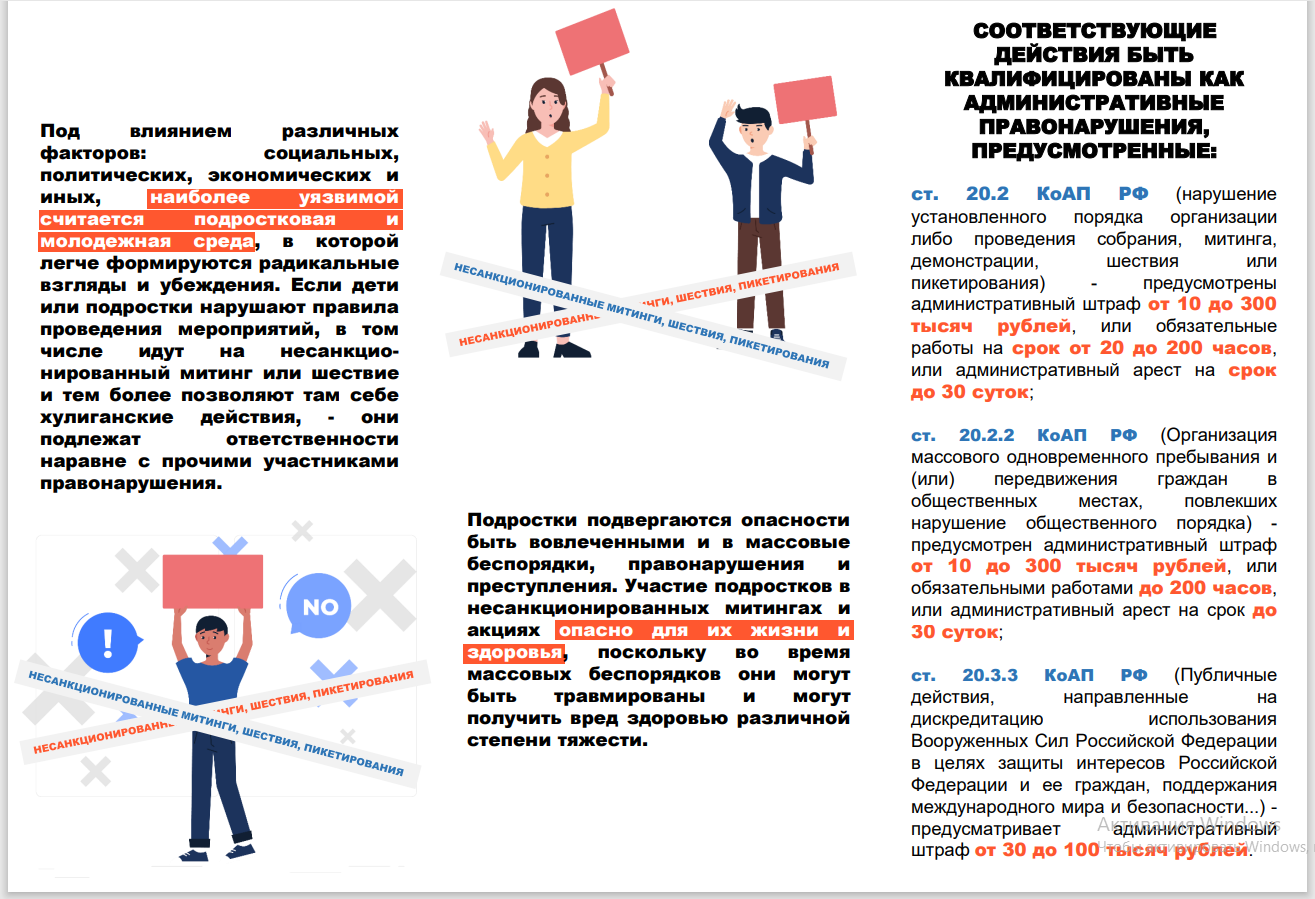 Под влиянием различных
факторов: социальных,
политических, экономических и
иных, наиболее уязвимой
считается подростковая и
молодежная среда, в которой
легче формируются радикальные
взгляды и убеждения. Если дети
или подростки нарушают правила
проведения мероприятий, в том
числе идут на несанкцио-
нированный митинг или шествие
и тем более позволяют там себе
хулиганские действия, - они
подлежат ответственности
наравне с прочими участниками
правонарушения.
!
NO
НЕСАНКЦИОНИРОВАННЫЕ МИТИНГИ, ШЕСТВИЯ, ПИКЕТИРОВАНИЯ
НЕСАНКЦИОНИРОВАНН
НГИ, ШЕСТВИЯ, ПИКЕТИРОВАНИЯ
НЕСАНКЦИОНИРОВАННЫЕ МИТИНГИ, ШЕСТВИЯ, ПИКЕТИРОВАНИЯ
НЕСАНКЦИОНИРОВАНН
ИНГИ, ШЕСТВИЯ, ПИКЕТИРОВАНИЯ
Подростки подвергаются опасности
быть вовлеченными и в массовые
беспорядки, правонарушения и
преступления. Участие подростков в
несанкционированных митингах и
акциях опасно для их жизни и
здоровья, поскольку во время
массовых беспорядков они могут
быть травмированы и могут
получить вред здоровью различной
степени тяжести.
СООТВЕТСТВУЮЩИЕ
ДЕЙСТВИЯ БЫТЬ
КВАЛИФИЦИРОВАНЫ КАК
АДМИНИСТРАТИВНЫЕ
ПРАВОНАРУШЕНИЯ,
ПРЕДУСМОТРЕННЫЕ:
ст. 20.2 КоАП РФ (нарушение
установленного порядка организации
либо проведения собрания, митинга,
демонстрации, шествия или
пикетирования) - предусмотрены
административный штраф от 10 до 300
тысяч рублей, или обязательные
работы на срок от 20 до 200 часов,
или административный арест на срок
до 30 суток;
ст. 20.2.2 КоАП РФ (Организация
массового одновременного пребывания и
(или) передвижения граждан в
общественных местах, повлекших
нарушение общественного порядка) -
предусмотрен административный штраф
от 10 до 300 тысяч рублей, или
обязательными работами до 200 часов,
или административный арест на срок до
30 суток;
ст. 20.3.3 КоАП РФ (Публичные
действия, направленные на
дискредитацию использования
Вооруженных Сил Российской Федерации
в целях защиты интересов Российской
Федерации и ее граждан, поддержания
международного мира и безопасности...) -
предусматривает административный
штраф от 30 до 100 тысяч рублей.
Активация Windows
Чтобы активировать Windows,